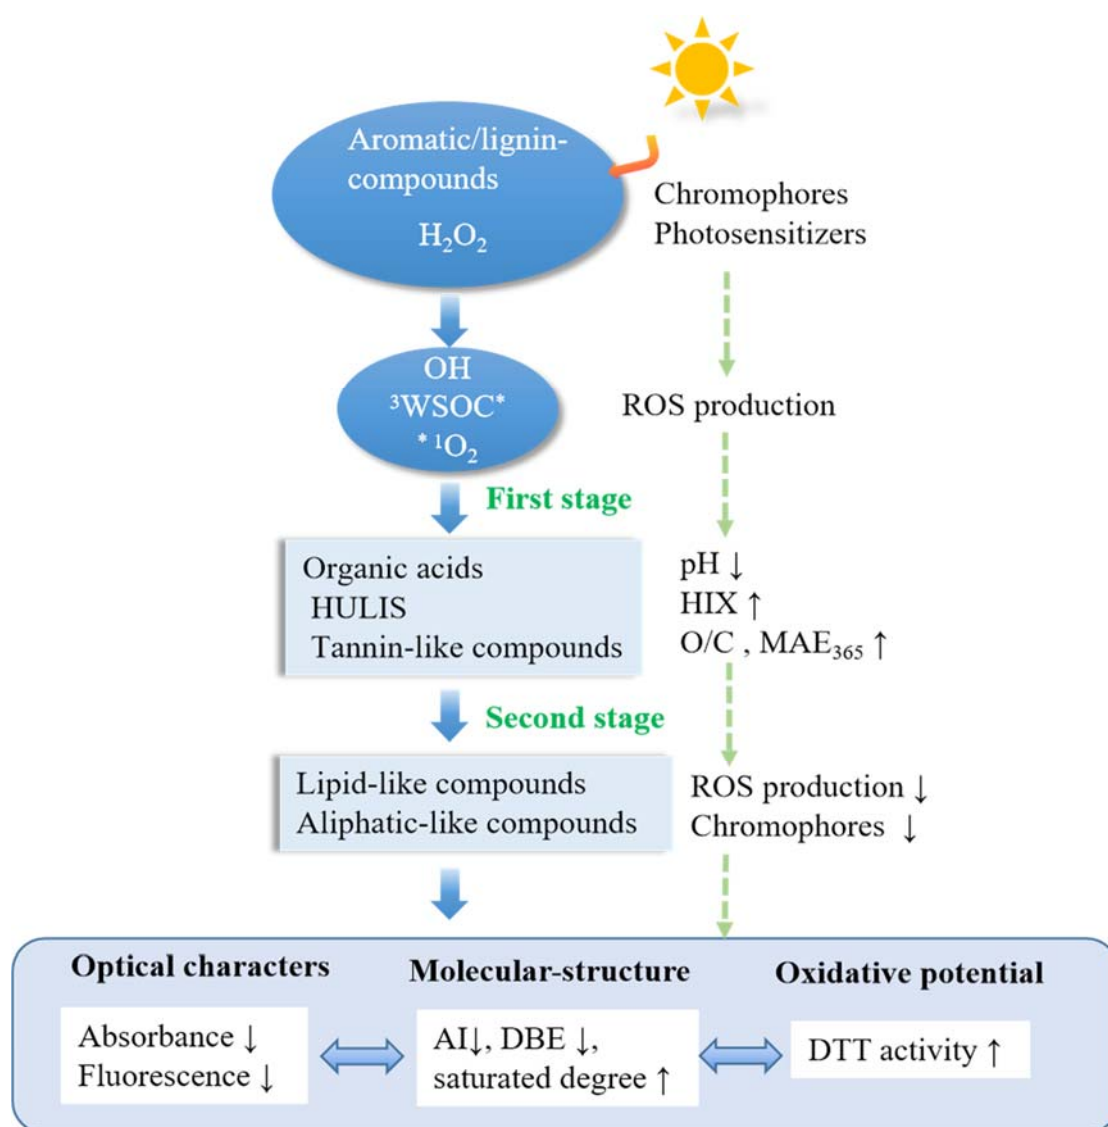 Aromatic/lignin-
compounds
H₂O₂
Chromophores
Photosensitizers
OH
³WSOC*
* ¹O₂
ROS production
First stage
Organic acids
HULIS
Tannin-like compounds
pH ↓
HIX ↑
O/C , MAE₃₆₅ ↑
Second stage
Lipid-like compounds
Aliphatic-like compounds
ROS production ↓
Chromophores ↓
Optical characters
Molecular-structure
Oxidative potential
Absorbance ↓
Fluorescence ↓
AI↓, DBE ↓,
saturated degree ↑
DTT activity ↑